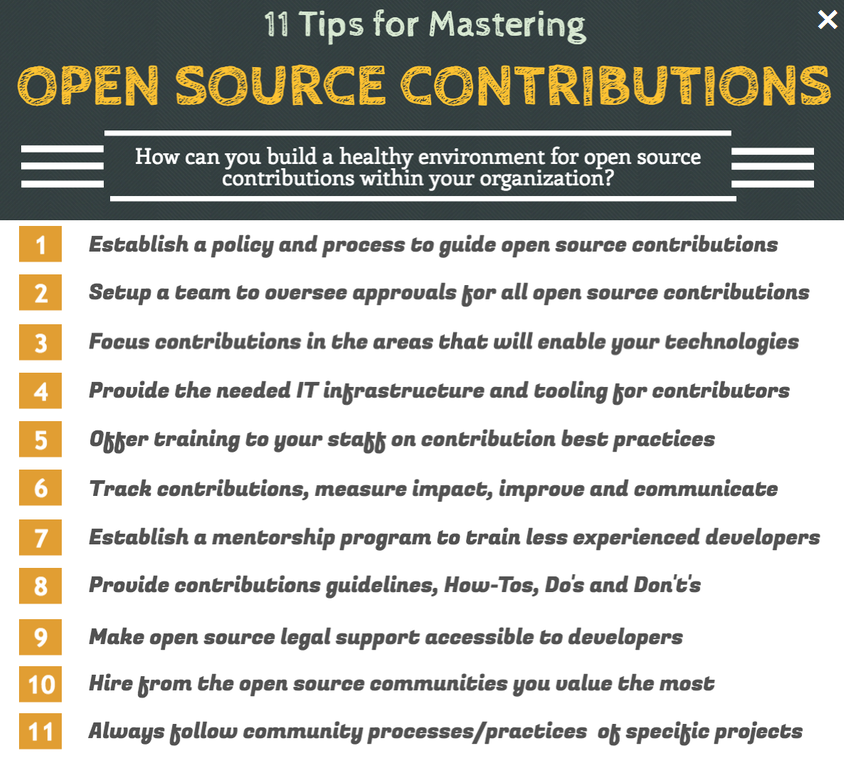 11 Tips for Mastering
OPEN SOURCE CONTRIBUTIONS
How can you build a healthy environment for open source
contributions within your organization?
1 Establish a policy and process to guide open source contributions
2 Setup a team to oversee approvals for all open source contributions
3 Focus contributions in the areas that will enable your technologies
4 Provide the needed IT infrastructure and tooling for contributors
5 Offer training to your staff on contribution best practices
6 Track contributions, measure impact, improve and communicate
7 Establish a mentorship program to train less experienced developers
8 Provide contributions guidelines, How-Tos, Do's and Don't's
9 Make open source legal support accessible to developers
10 Hire from the open source communities you value the most
11 Always follow community processes/practices of specific projects